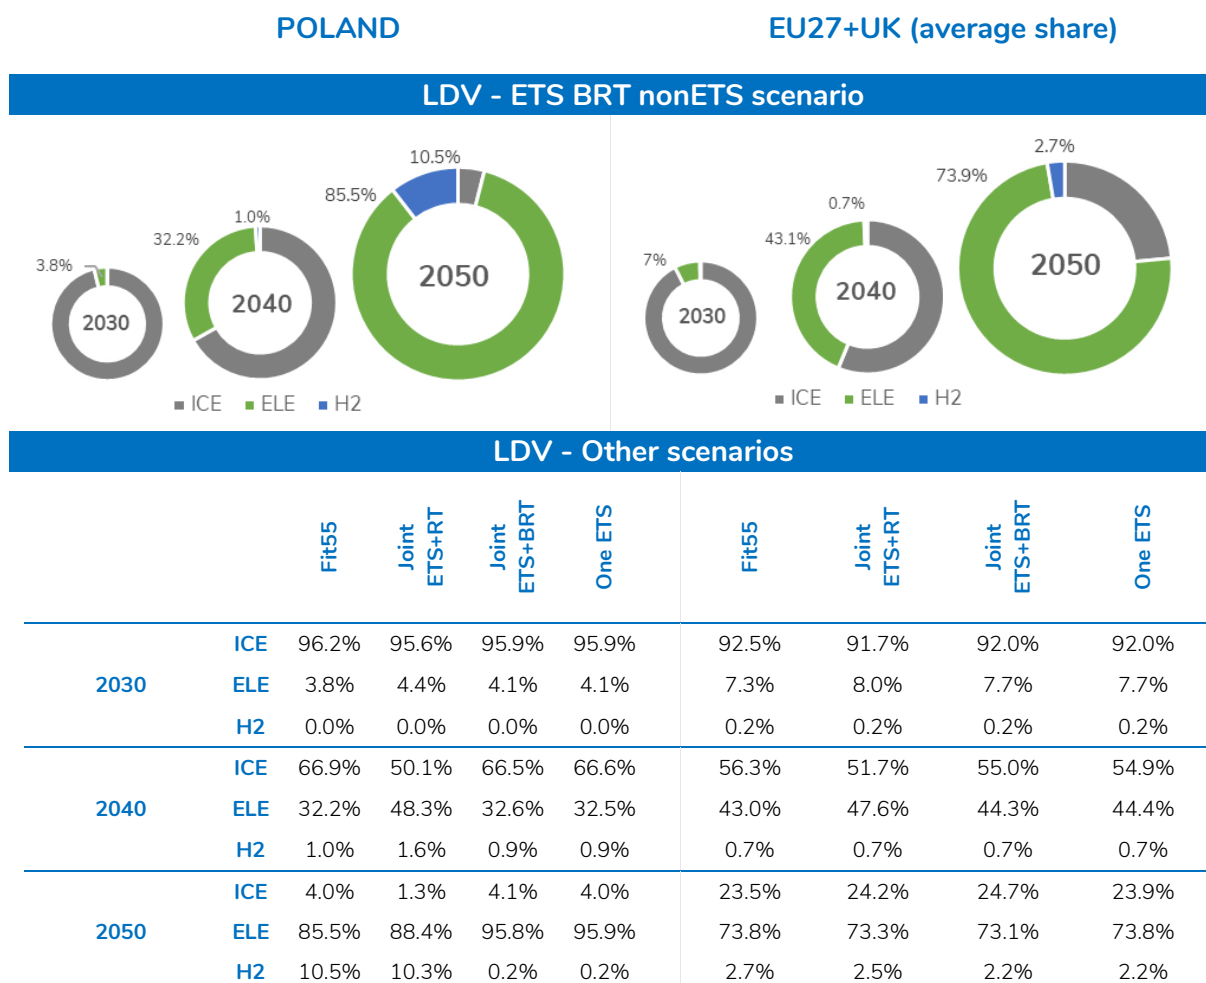 POLAND
EU27+UK (average share)
LDV - ETS BRT nonETS scenario
10.5%
85.5%
1.0%
32.2%
3.8%
2030
2040
2050
ICE ELE H2
2.7%
73.9%
0.7%
43.1%
7%
2030
2040
2050
ICE ELE H2
LDV - Other scenarios
Fit55
Joint
ETS+RT
Joint
ETS+BRT
One ETS
Fit55
Joint
ETS+RT
Joint
ETS+BRT
One ETS
ICE 96.2% 95.6% 95.9% 95.9% 92.5% 91.7% 92.0% 92.0%
2030 ELE 3.8% 4.4% 4.1% 4.1% 7.3% 8.0% 7.7% 7.7%
H2 0.0% 0.0% 0.0% 0.0% 0.2% 0.2% 0.2% 0.2%
ICE 66.9% 50.1% 66.5% 66.6% 56.3% 51.7% 55.0% 54.9%
2040 ELE 32.2% 48.3% 32.6% 32.5% 43.0% 47.6% 44.3% 44.4%
H2 1.0% 1.6% 0.9% 0.9% 0.7% 0.7% 0.7% 0.7%
ICE 4.0% 1.3% 4.1% 4.0% 23.5% 24.2% 24.7% 23.9%
2050 ELE 85.5% 88.4% 95.8% 95.9% 73.8% 73.3% 73.1% 73.8%
H2 10.5% 10.3% 0.2% 0.2% 2.7% 2.5% 2.2% 2.2%